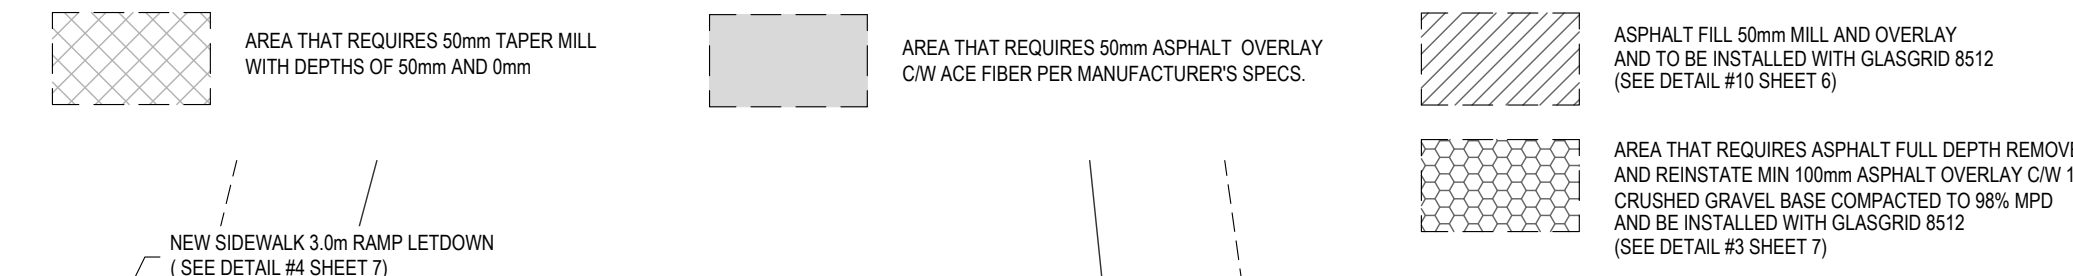 AREA THAT REQUIRES 50mm TAPER MILL
WITH DEPTHS OF 50mm AND 0mm
AREA THAT REQUIRES 50mm ASPHALT OVERLAY
C/W ACE FIBER PER MANUFACTURER'S SPECS.
ASPHALT FILL 50mm MILL AND OVERLAY
AND TO BE INSTALLED WITH GLASGRID 8512
(SEE DETAIL #10 SHEET 6)
AREA THAT REQUIRES ASPHALT FULL DEPTH REMOVE
AND REINSTATE MIN 100mm ASPHALT OVERLAY C/W 1
CRUSHED GRAVEL BASE COMPACTED TO 98% MPD
AND BE INSTALLED WITH GLASGRID 8512
(SEE DETAIL #3 SHEET 7)
NEW SIDEWALK 3.0m RAMP LETDOWN
( SEE DETAIL #4 SHEET 7)